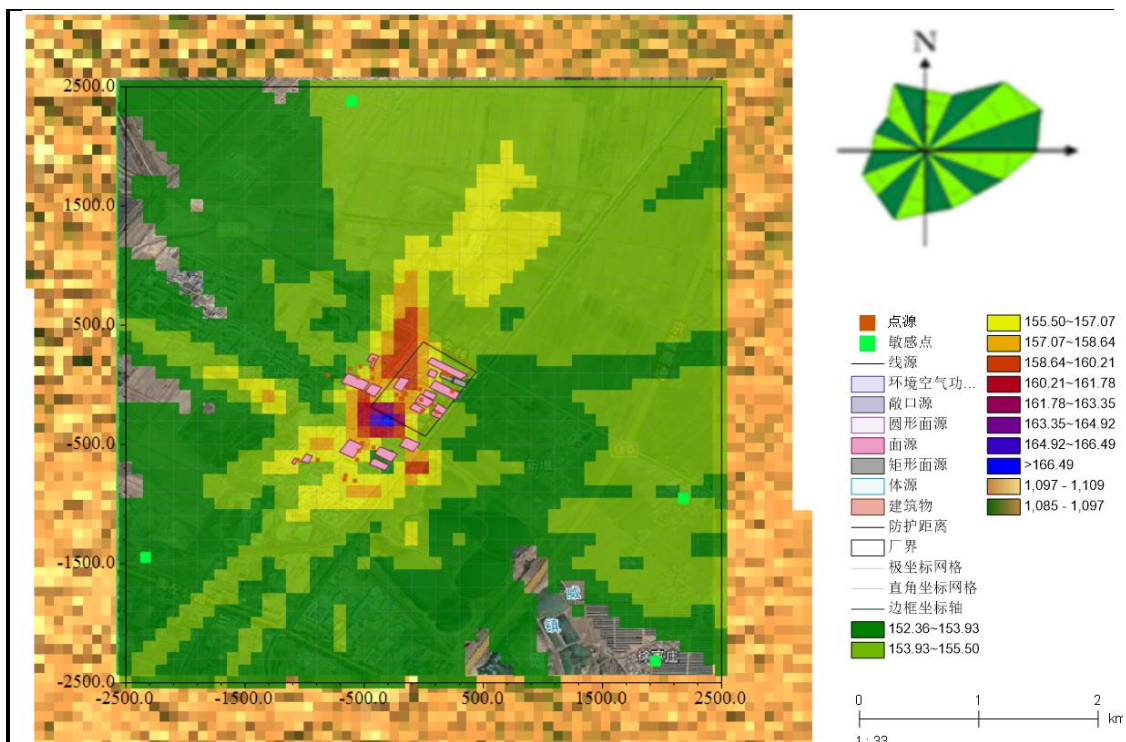 N
2500.0
1500.0
500.0
-500.0
-1500.0
-2500.0
-2500.0
-1500.0
-500.0
500.0
1500.0
2500.0
镇
徐家庄
点源
敏感点
线源
环境空气功...
敞口源
圆形面源
面源
矩形面源
体源
建筑物
防护距离
厂界
极坐标网格
直角坐标网格
边框坐标轴
152.36~153.93
153.93~155.50
155.50~157.07
157.07~158.64
158.64~160.21
160.21~161.78
161.78~163.35
163.35~164.92
164.92~166.49
>166.49
1,097 - 1,109
1,085 - 1,097
0
1
2
km
1 : 33